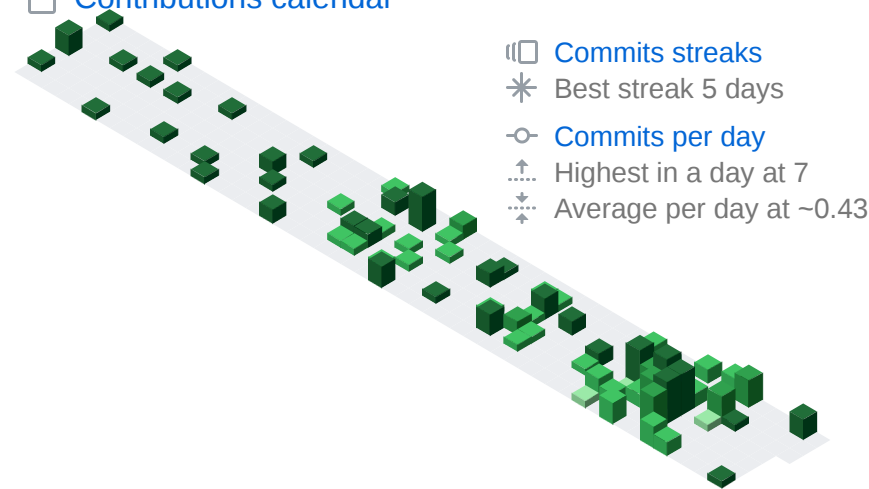 Contributions calendar
Commits streaks
Best streak 5 days
Commits per day
Highest in a day at 7
Average per day at ~0.43